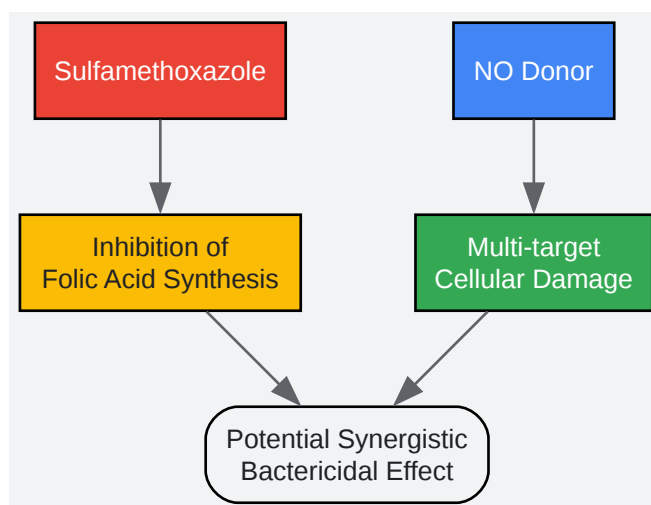 Sulfamethoxazole
NO Donor
Inhibition of
Folic Acid Synthesis
Multi-target
Cellular Damage
Potential Synergistic
Bactericidal Effect